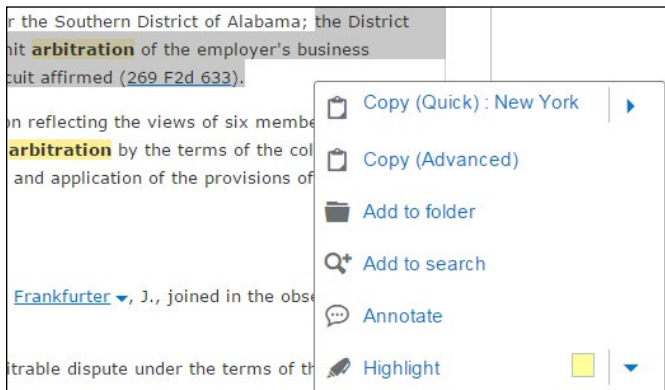 r the Southern District of Alabama; the District
nit arbitration of the employer's business
cuit affirmed (269 F2d 633).
on reflecting the views of six membe
arbitration by the terms of the col
and application of the provisions of
Frankfurter , J., joined in the obse
itrable dispute under the terms of th
Copy (Quick) : New York
Copy (Advanced)
Add to folder
Add to search
Annotate
Highlight